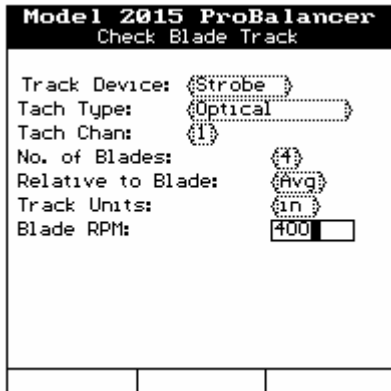 Model 2015 ProBalancer
Check Blade Track
Track Device: {Strobe }
Tach Type: {Optical }
Tach Chan: {1}
No. of Blades: {4}
Relative to Blade: {Avg}
Track Units: {in }
Blade RPM: 400